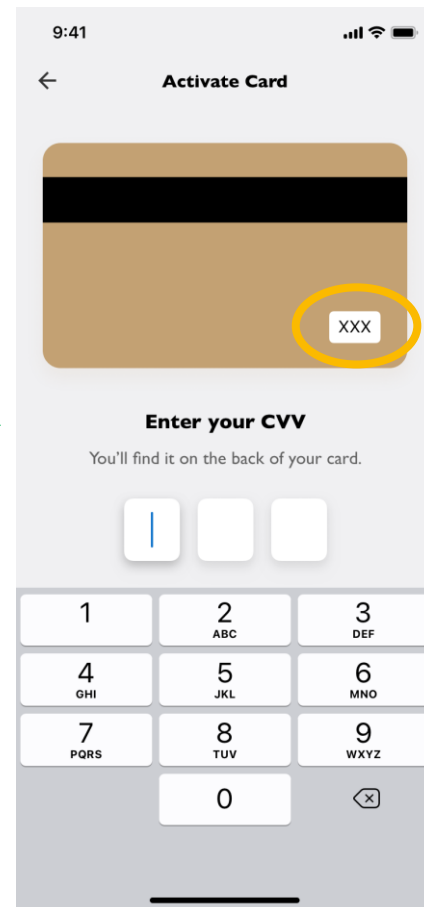 9:41
Activate Card
XXX
Enter your CVV
You'll find it on the back of your card.
1 2 3
ABC DEF
4 5 6
GHI JKL MNO
7 8 9
PQRS TUV WXYZ
0